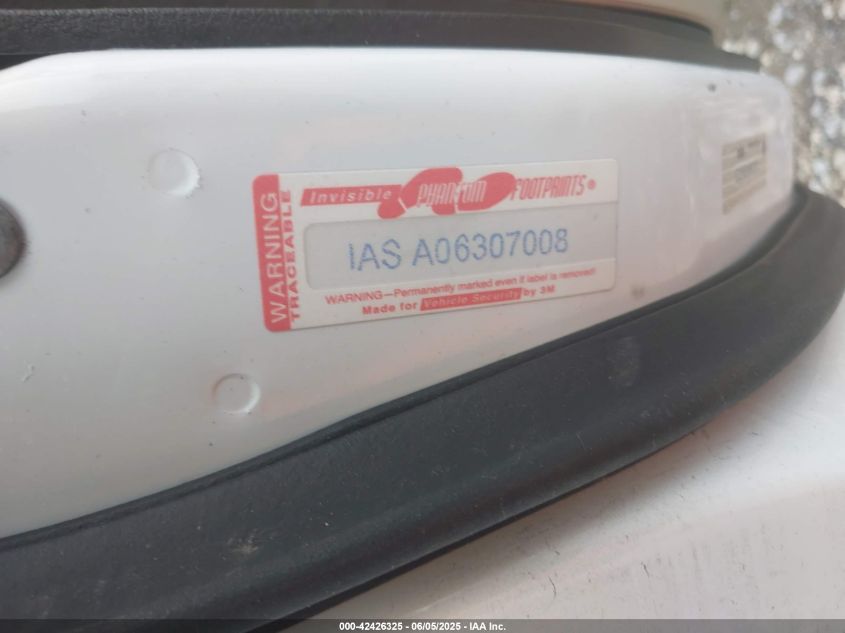 WARNING
TRACEABLE
Invisible PHANTOM FOOTPRINTS®
IAS A06307008
WARNING—Permanently marked even if label is removed!
Made for Vehicle Security by 3M
000-42426325 - 06/05/2025 - IAA Inc.